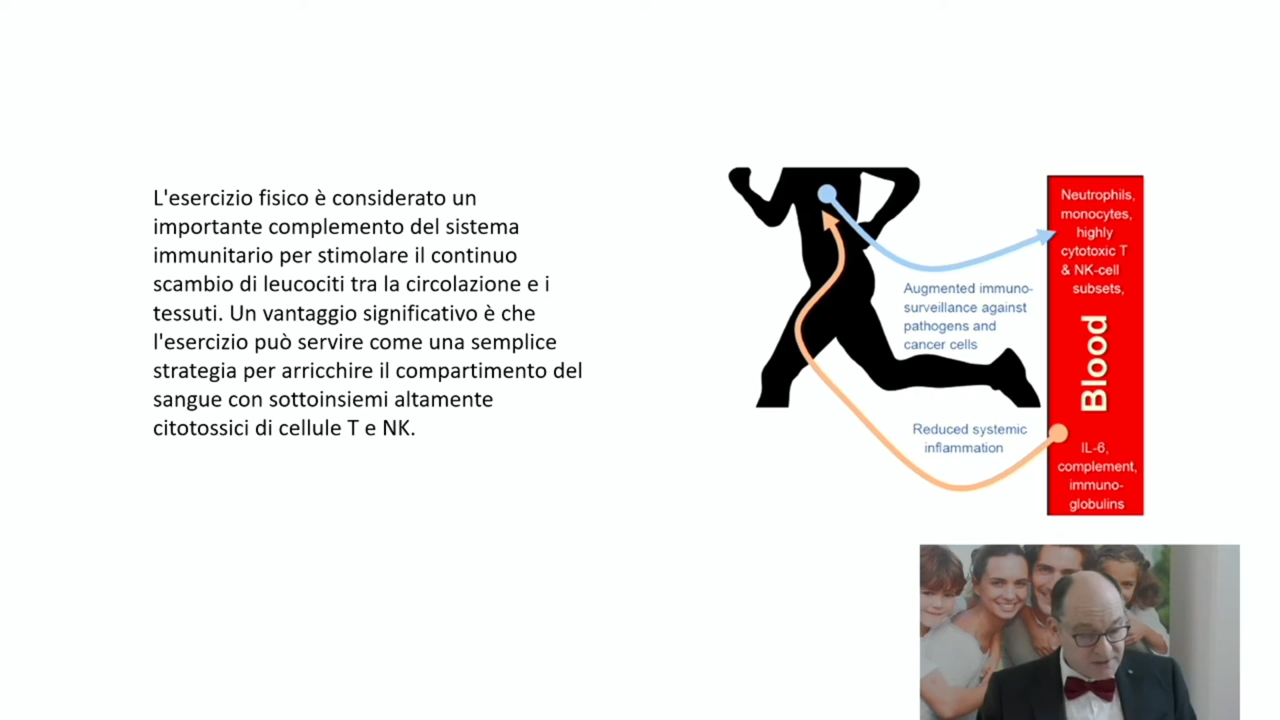 L'esercizio fisico è considerato un
importante complemento del sistema
immunitario per stimolare il continuo
scambio di leucociti tra la circolazione e i
tessuti. Un vantaggio significativo è che
l'esercizio può servire come una semplice
strategia per arricchire il compartimento del
sangue con sottoinsiemi altamente
citotossici di cellule T e NK.
Augmented immuno-
surveillance against
pathogens and
cancer cells
Reduced systemic
inflammation
Neutrophils,
monocytes,
highly
cytotoxic T
& NK-cell
subsets,
Blood
IL-6,
complement,
immuno-
globulins